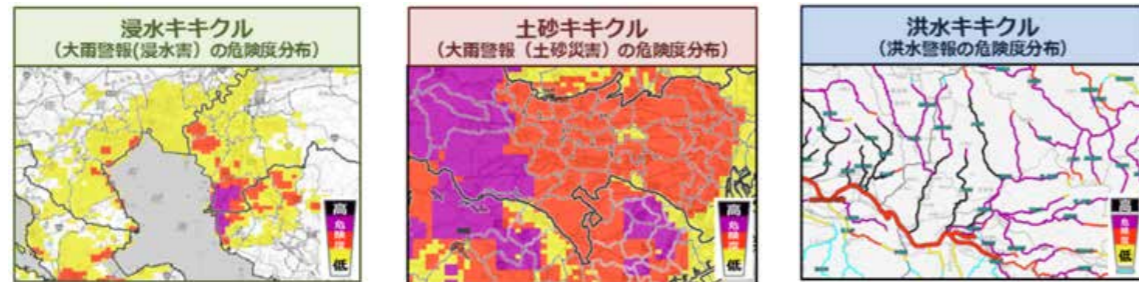 浸水キキクル
（大雨警報(浸水害）の危険度分布）
高
危険度
低
土砂キキクル
（大雨警報（土砂災害）の危険度分布）
高
危険度
低
洪水キキクル
（洪水警報の危険度分布）
高
危険度
低